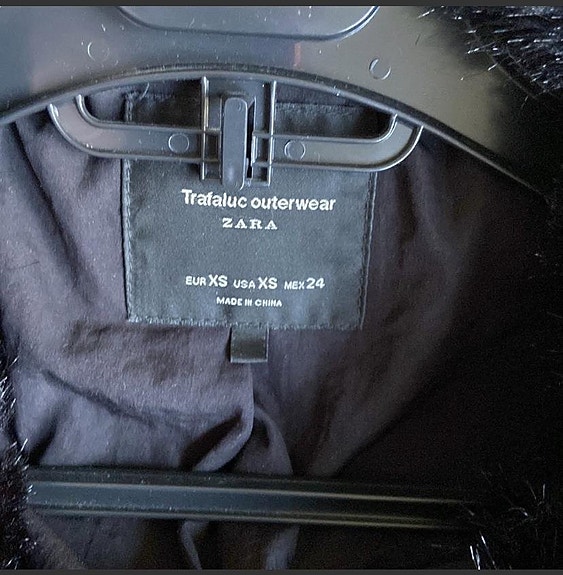 Trafaluc outerwear
ZARA
EUR XS USA XS MEX 24
MADE IN CHINA